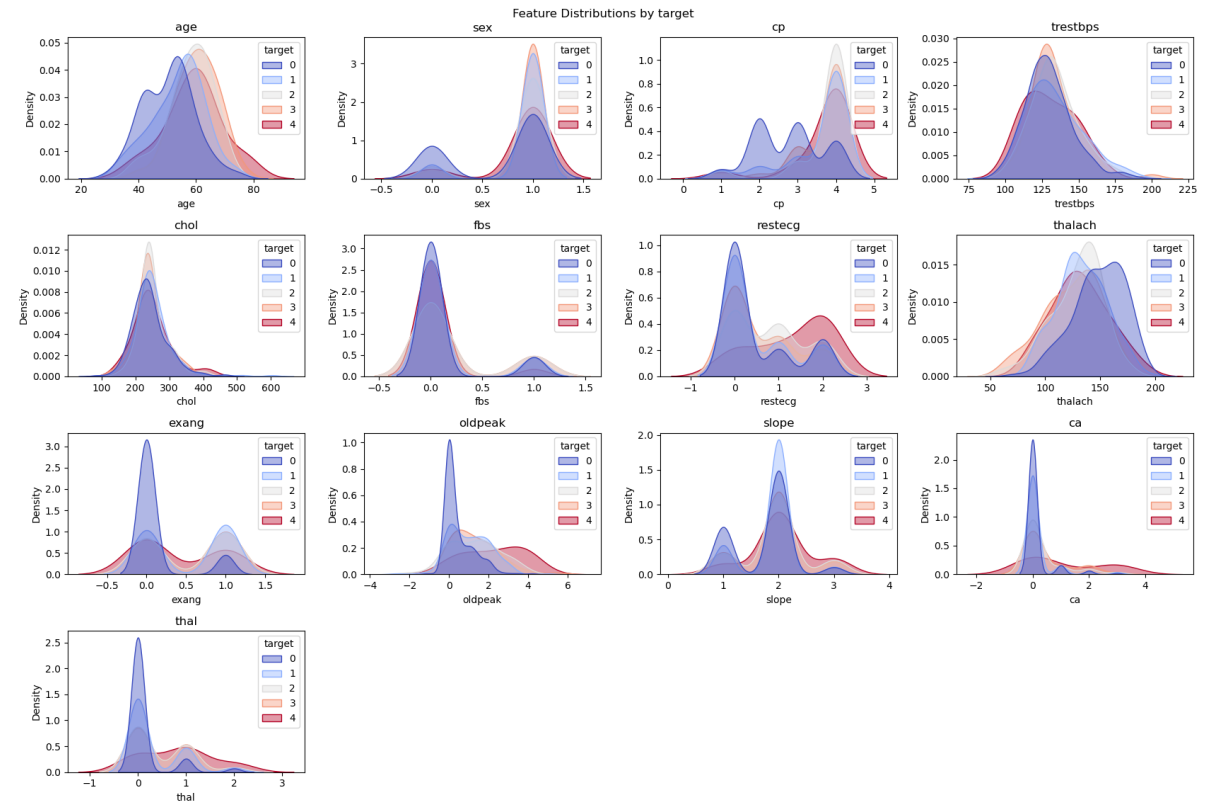 Feature Distributions by target
age
0.05
0.04
0.03
0.02
0.01
0.00
Density
20 40 60 80
age
target
0
1
2
3
4
sex
3
2
1
0
Density
−0.5 0.0 0.5 1.0 1.5
sex
target
0
1
2
3
4
cp
1.0
0.8
0.6
0.4
0.2
0.0
Density
0 1 2 3 4 5
cp
target
0
1
2
3
4
trestbps
0.030
0.025
0.020
0.015
0.010
0.005
0.000
Density
75 100 125 150 175 200 225
trestbps
target
0
1
2
3
4
chol
0.012
0.010
0.008
0.006
0.004
0.002
0.000
Density
100 200 300 400 500 600
chol
target
0
1
2
3
4
fbs
3.0
2.5
2.0
1.5
1.0
0.5
0.0
Density
−0.5 0.0 0.5 1.0 1.5
fbs
target
0
1
2
3
4
restecg
1.0
0.8
0.6
0.4
0.2
0.0
Density
−1 0 1 2 3
restecg
target
0
1
2
3
4
thalach
0.015
0.010
0.005
0.000
Density
50 100 150 200
thalach
target
0
1
2
3
4
exang
3.0
2.5
2.0
1.5
1.0
0.5
0.0
Density
−0.5 0.0 0.5 1.0 1.5
exang
target
0
1
2
3
4
oldpeak
1.0
0.8
0.6
0.4
0.2
0.0
Density
−4 −2 0 2 4 6
oldpeak
target
0
1
2
3
4
slope
2.0
1.5
1.0
0.5
0.0
Density
0 1 2 3 4
slope
target
0
1
2
3
4
ca
2.0
1.5
1.0
0.5
0.0
Density
−2 0 2 4
ca
target
0
1
2
3
4
thal
2.5
2.0
1.5
1.0
0.5
0.0
Density
−1 0 1 2 3
thal
target
0
1
2
3
4